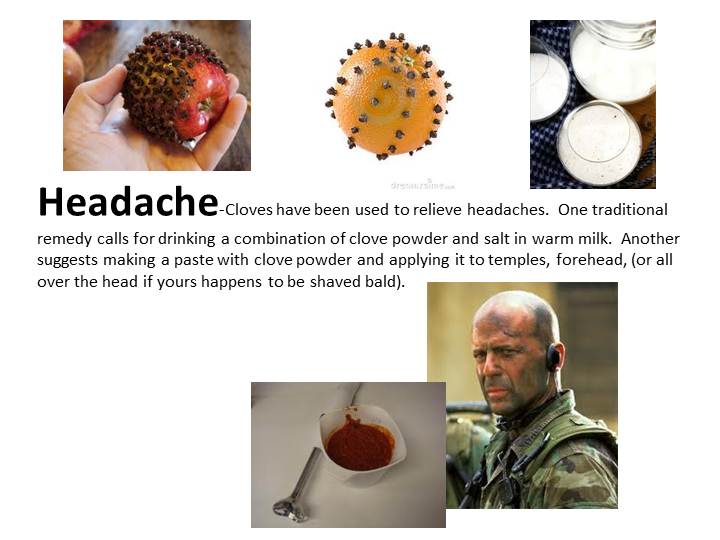 dreamstime.com
Headache-Cloves have been used to relieve headaches.  One traditional
remedy calls for drinking a combination of clove powder and salt in warm milk.  Another
suggests making a paste with clove powder and applying it to temples, forehead, (or all
over the head if yours happens to be shaved bald).